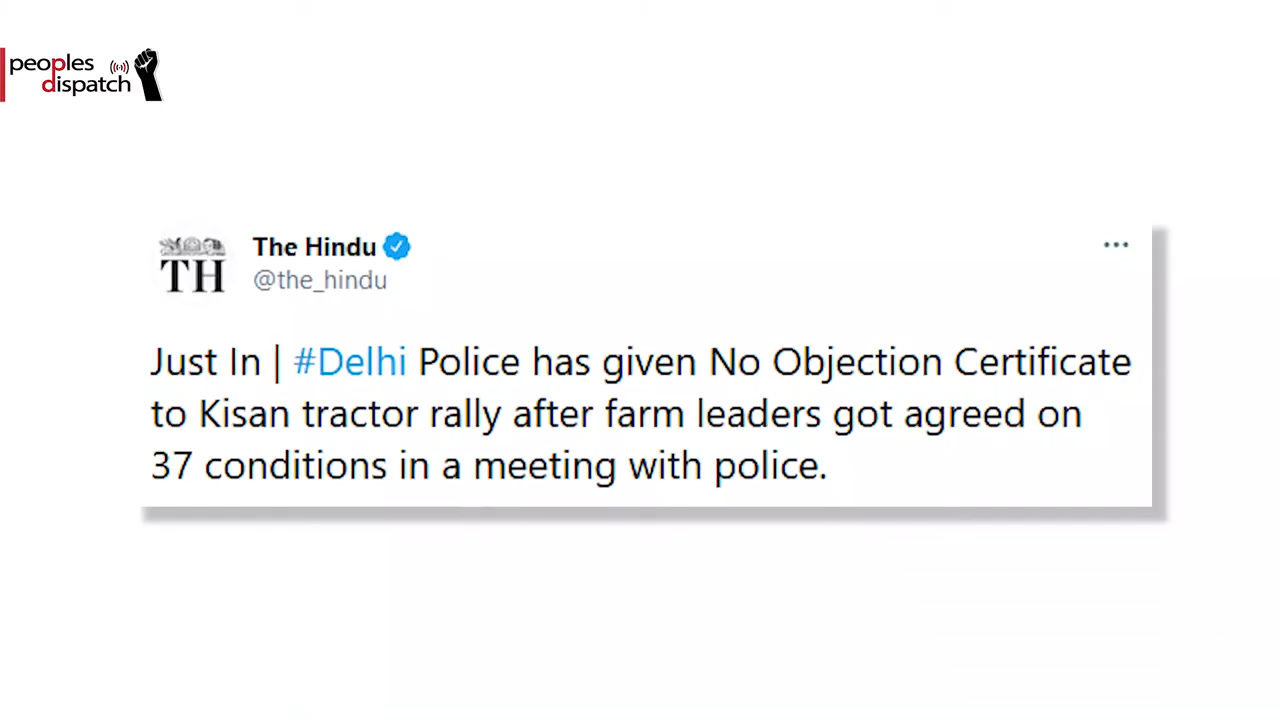 peoples
dispatch
TH
The Hindu
@the_hindu
Just In | #Delhi Police has given No Objection Certificate
to Kisan tractor rally after farm leaders got agreed on
37 conditions in a meeting with police.